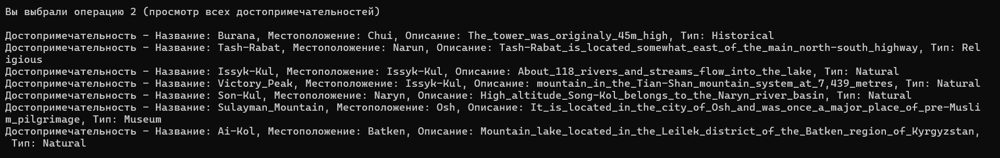 Вы выбрали операцию 2 (просмотр всех достопримечательностей)
Достопримечательность - Название: Burana, Местоположение: Chui, Описание: The_tower_was_originaly_45m_high, Тип: Historical
Достопримечательность - Название: Tash-Rabat, Местоположение: Narun, Описание: Tash-Rabat_is_located_somewhat_east_of_the_main_north-south_highway, Тип: Rel
igious
Достопримечательность - Название: Issyk-Kul, Местоположение: Issyk-Kul, Описание: About_118_rivers_and_streams_flow_into_the_lake, Тип: Natural
Достопримечательность - Название: Victory_Peak, Местоположение: Issyk-Kul, Описание: mountain_in_the_Tian-Shan_mountain_system_at_7,439_metres, Тип: Natural
Достопримечательность - Название: Son-Kul, Местоположение: Naryn, Описание: High_altitude_Song-Kol_belongs_to_the_Naryn_river_basin, Тип: Natural
Достопримечательность - Название: Sulayman_Mountain, Местоположение: Osh, Описание: It_is_located_in_the_city_of_Osh_and_was_once_a_major_place_of_pre-Musli
m_pilgrimage, Тип: Museum
Достопримечательность - Название: Ai-Kol, Местоположение: Batken, Описание: Mountain_lake_located_in_the_Leilek_district_of_the_Batken_region_of_Kyrgyzstan,
Тип: Natural